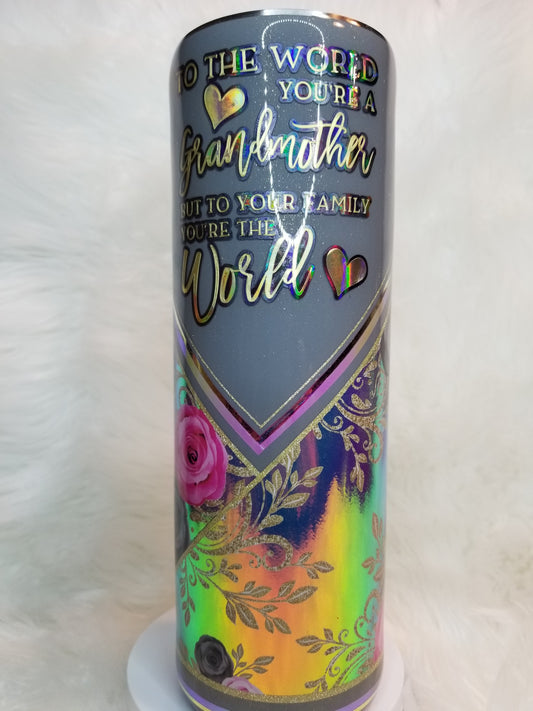 TO THE WORLD
YOU'RE A
Grandmother
BUT TO YOUR FAMILY
YOU'RE THE
World